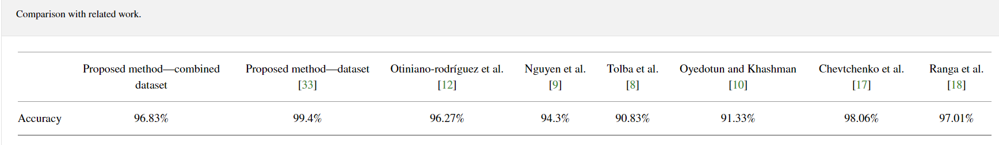 Comparison with related work.
Proposed method—combined dataset Proposed method—dataset [33] Otiniano-rodríguez et al. [12] Nguyen et al. [9] Tolba et al. [8] Oyedotun and Khashman [10] Chevtchenko et al. [17] Ranga et al. [18]
Accuracy 96.83% 99.4% 96.27% 94.3% 90.83% 91.33% 98.06% 97.01%